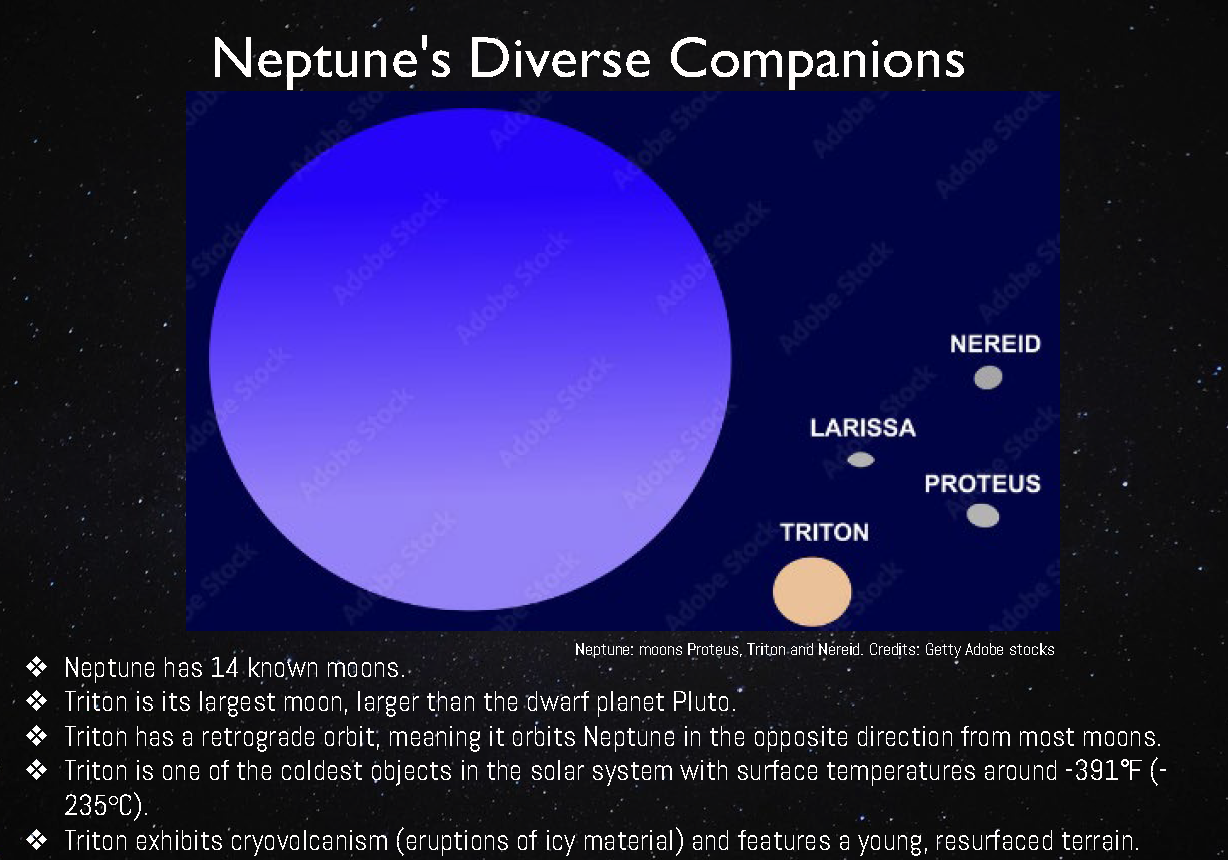 Neptune's Diverse Companions
NEREID
LARISSA
PROTEUS
TRITON
Adobe Stock
Neptune: moons Proteus, Triton and Nereid. Credits: Getty Adobe stocks
❖ Neptune has 14 known moons.
❖ Triton is its largest moon, larger than the dwarf planet Pluto.
❖ Triton has a retrograde orbit, meaning it orbits Neptune in the opposite direction from most moons.
❖ Triton is one of the coldest objects in the solar system with surface temperatures around -391°F (-
235°C).
❖ Triton exhibits cryovolcanism (eruptions of icy material) and features a young, resurfaced terrain.